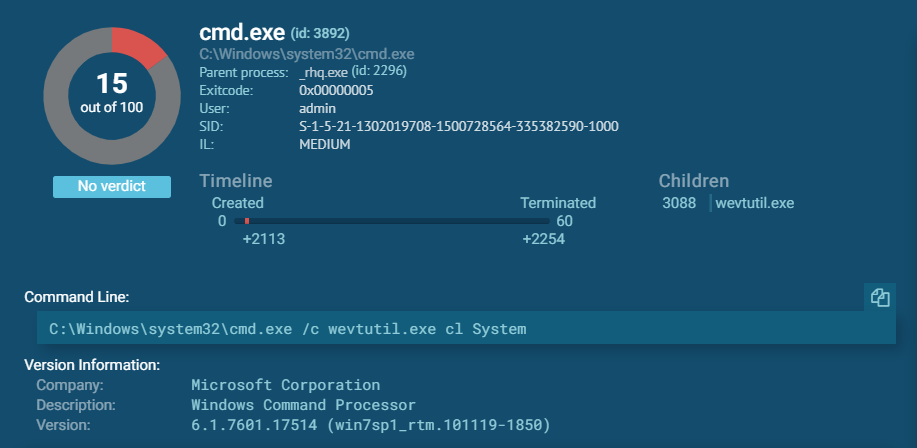 15
out of 100
No verdict
cmd.exe (id: 3892)
C:\Windows\system32\cmd.exe
Parent process: _rhq.exe (id: 2296)
Exitcode: 0x00000005
User: admin
SID: S-1-5-21-1302019708-1500728564-335382590-1000
IL: MEDIUM
Timeline
Created Terminated
0 60
+2113 +2254
Children
3088 wevtutil.exe
Command Line:
C:\Windows\system32\cmd.exe /c wevtutil.exe cl System
Version Information:
Company: Microsoft Corporation
Description: Windows Command Processor
Version: 6.1.7601.17514 (win7sp1_rtm.101119-1850)